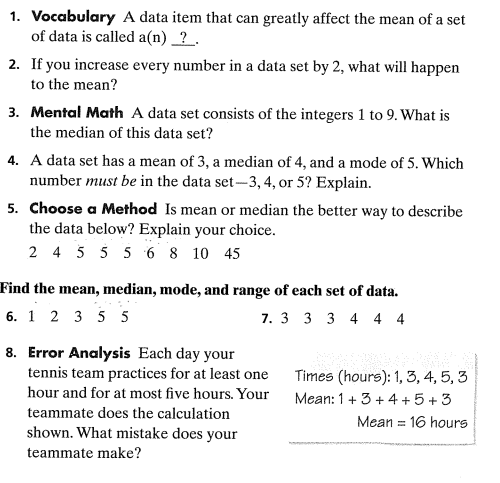 1. Vocabulary A data item that can greatly affect the mean of a set
of data is called a(n) ?.
2. If you increase every number in a data set by 2, what will happen
to the mean?
3. Mental Math A data set consists of the integers 1 to 9. What is
the median of this data set?
4. A data set has a mean of 3, a median of 4, and a mode of 5. Which
number must be in the data set—3, 4, or 5? Explain.
5. Choose a Method Is mean or median the better way to describe
the data below? Explain your choice.
2 4 5 5 5 6 8 10 45
Find the mean, median, mode, and range of each set of data.
6. 1 2 3 5 5
7. 3 3 3 4 4 4
8. Error Analysis Each day your
tennis team practices for at least one
hour and for at most five hours. Your
teammate does the calculation
shown. What mistake does your
teammate make?
Times (hours): 1, 3, 4, 5, 3
Mean: 1 + 3 + 4 + 5 + 3
Mean = 16 hours